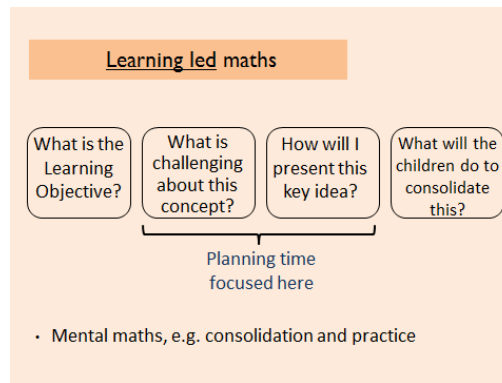 Learning led maths
What is the
Learning
Objective?
What is
challenging
about this
concept?
How will I
present this
key idea?
What will the
children do to
consolidate
this?
Planning time
focused here
• Mental maths, e.g. consolidation and practice